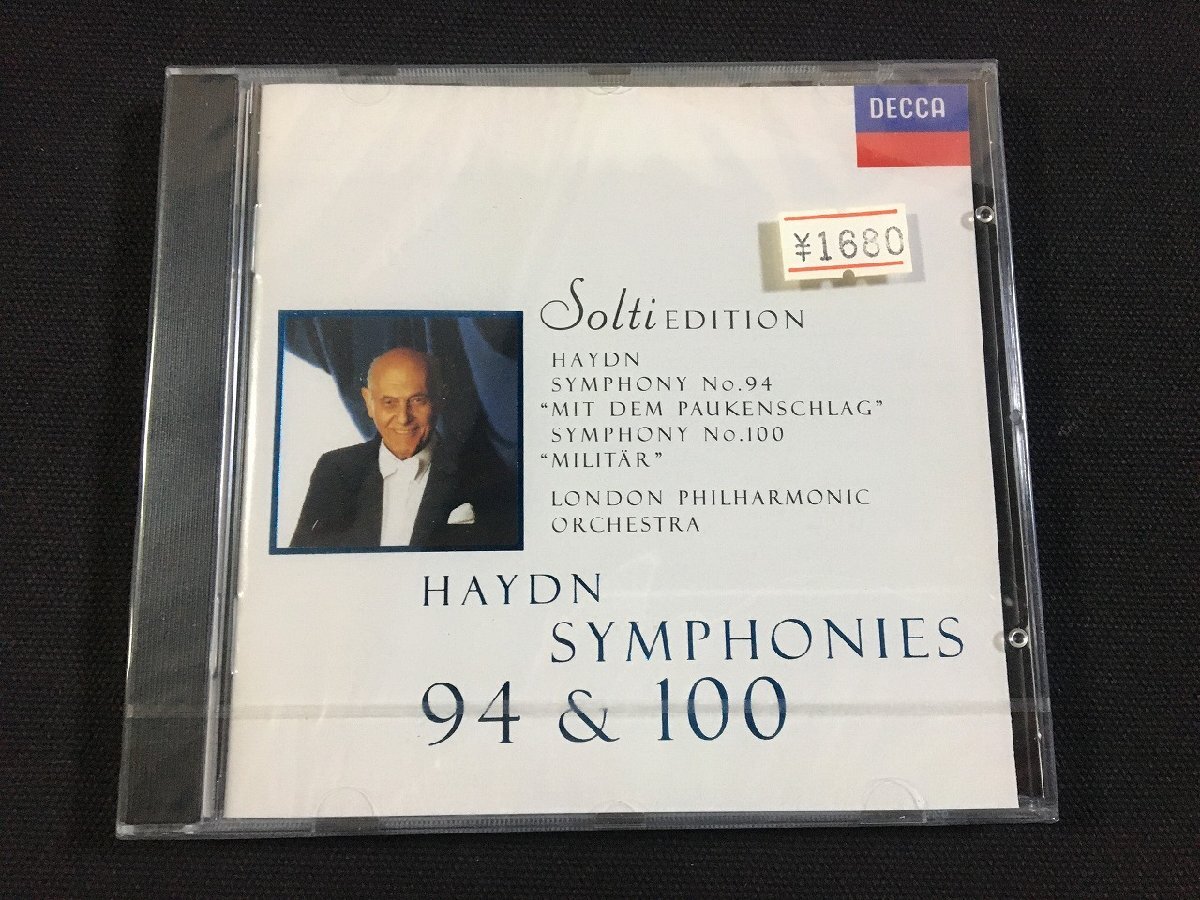 DECCA
¥1680
Solti EDITION
HAYDN
SYMPHONY No.94
“MIT DEM PAUKENSCHLAG”
SYMPHONY No.100
“MILITÄR”
LONDON PHILHARMONIC
ORCHESTRA
HAYDN
SYMPHONIES
94 & 100